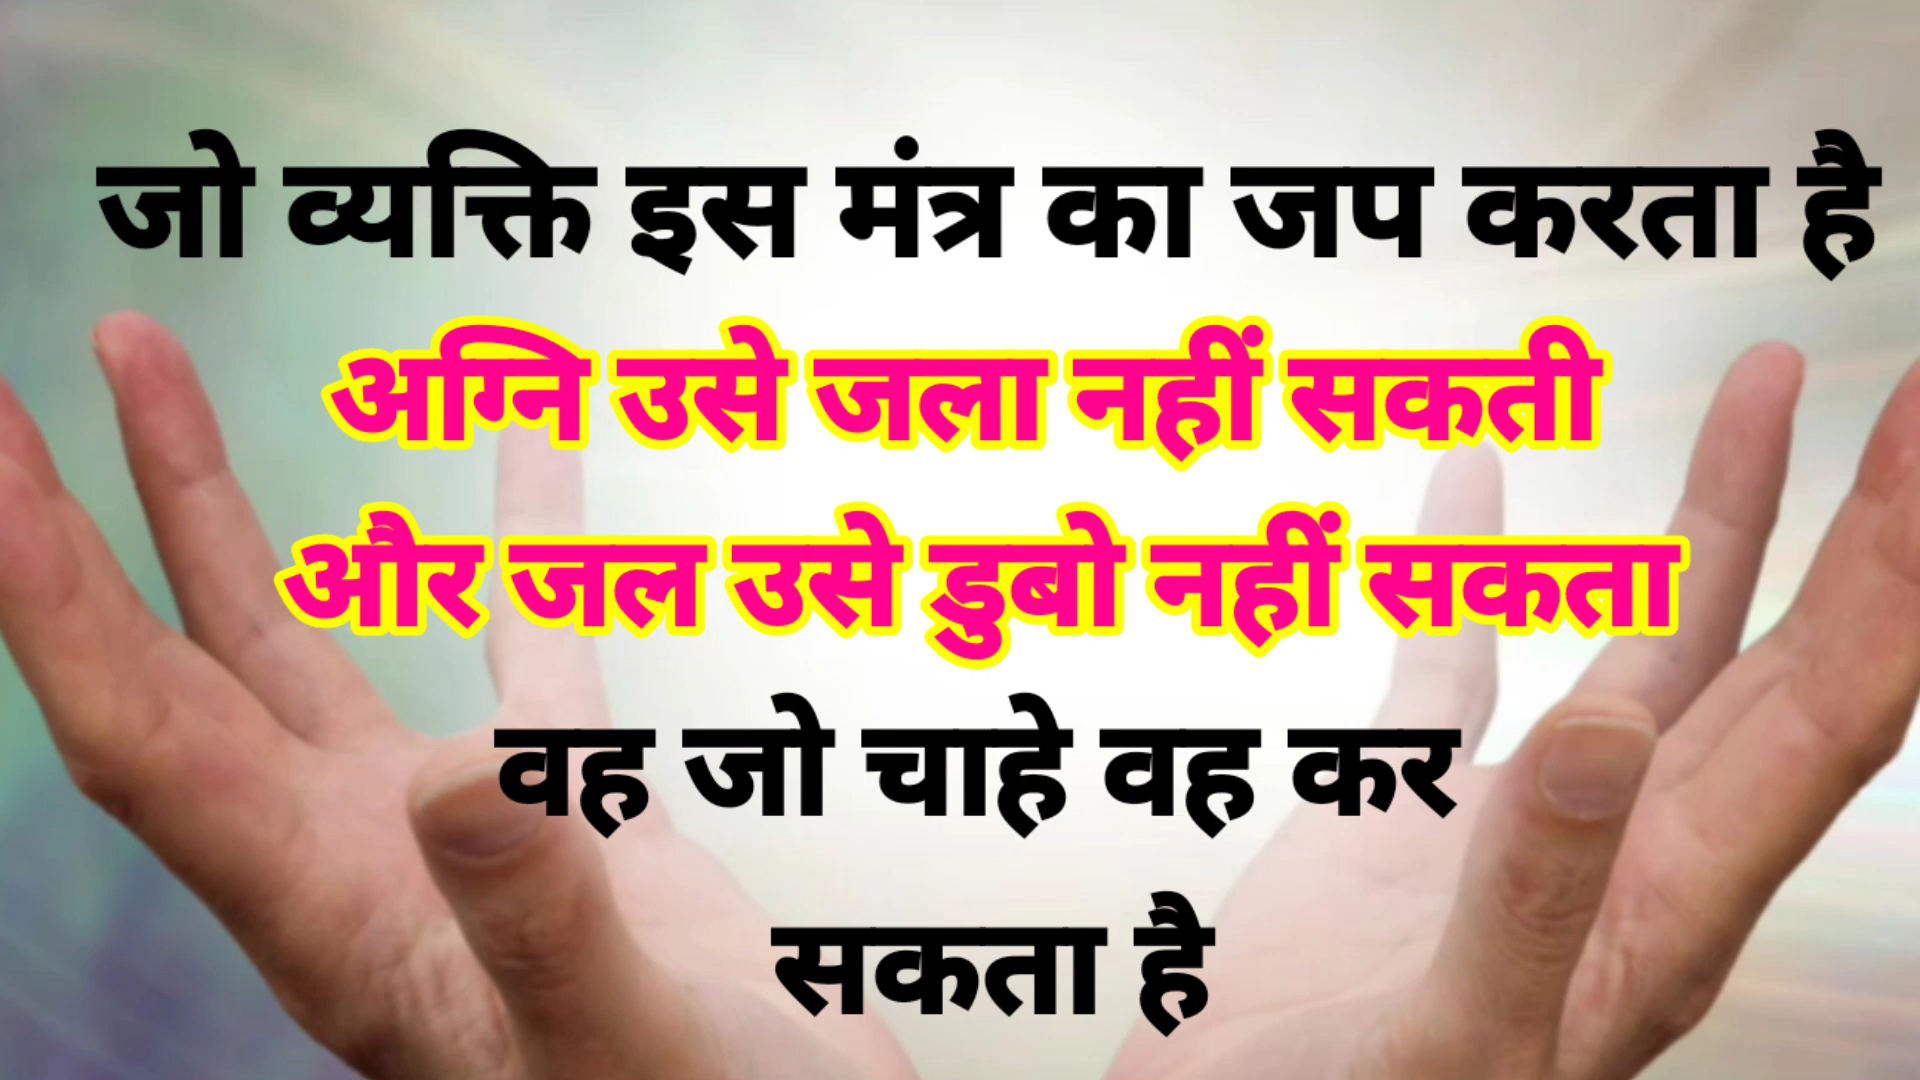 जो व्यक्ति इस मंत्र का जप करता है
अग्नि उसे जला नहीं सकती
और जल उसे डुबो नहीं सकता
वह जो चाहे वह कर
सकता है